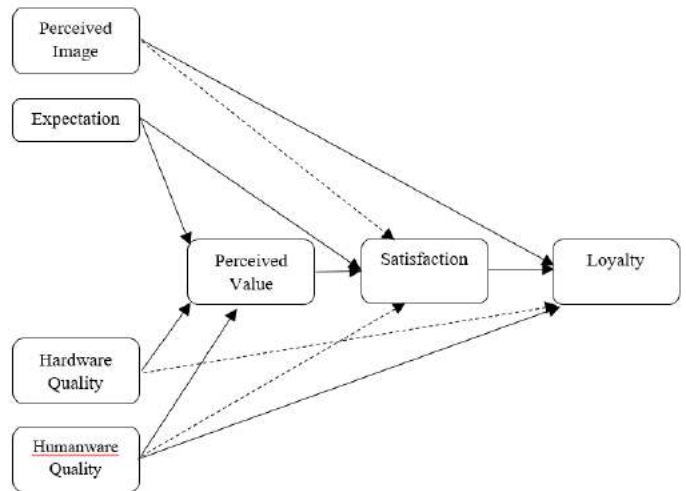 Perceived
Image
Expectation
Perceived
Value
Satisfaction
Loyalty
Hardware
Quality
Humanware
Quality